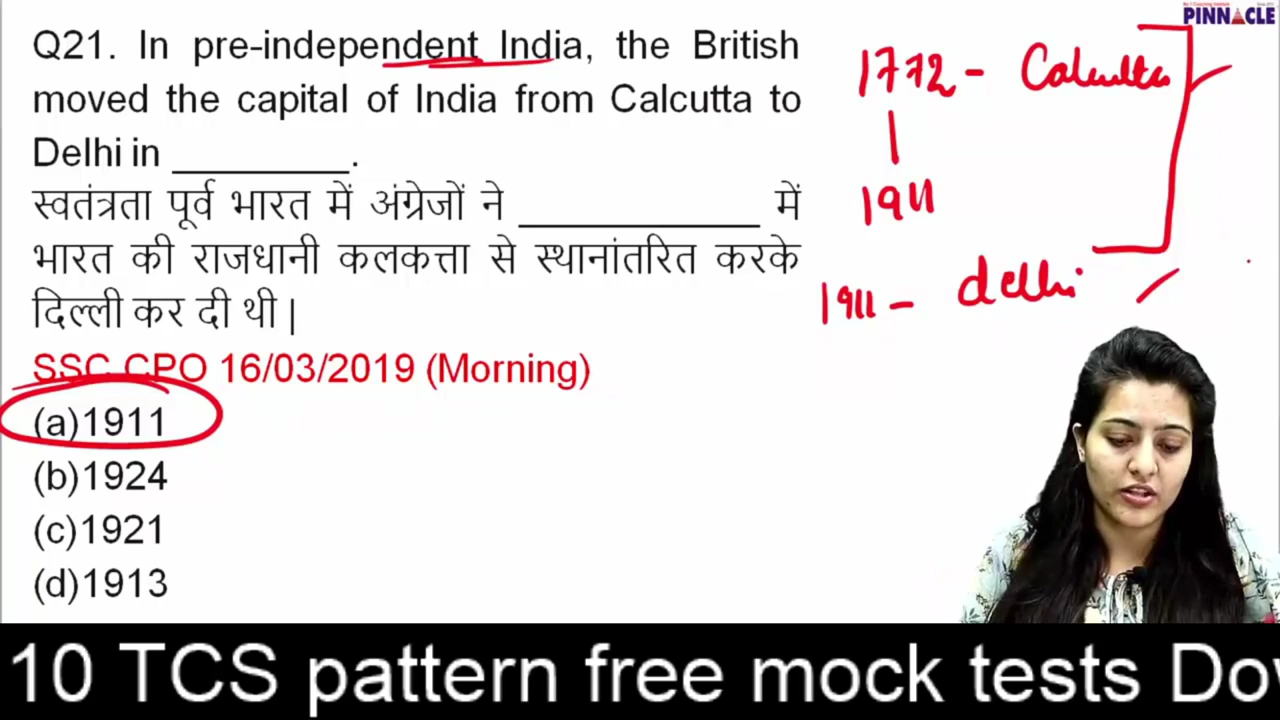 PINNACLE
Q21. In pre-independent India, the British
moved the capital of India from Calcutta to
Delhi in __________.
स्वतंत्रता पूर्व भारत में अंग्रेजों ने ______________ में
भारत की राजधानी कलकत्ता से स्थानांतरित करके
दिल्ली कर दी थी |
SSC CPO 16/03/2019 (Morning)
(a)1911
(b)1924
(c)1921
(d)1913
1772 - Calcutta
1911
1911 - delhi
10 TCS pattern free mock tests Dow